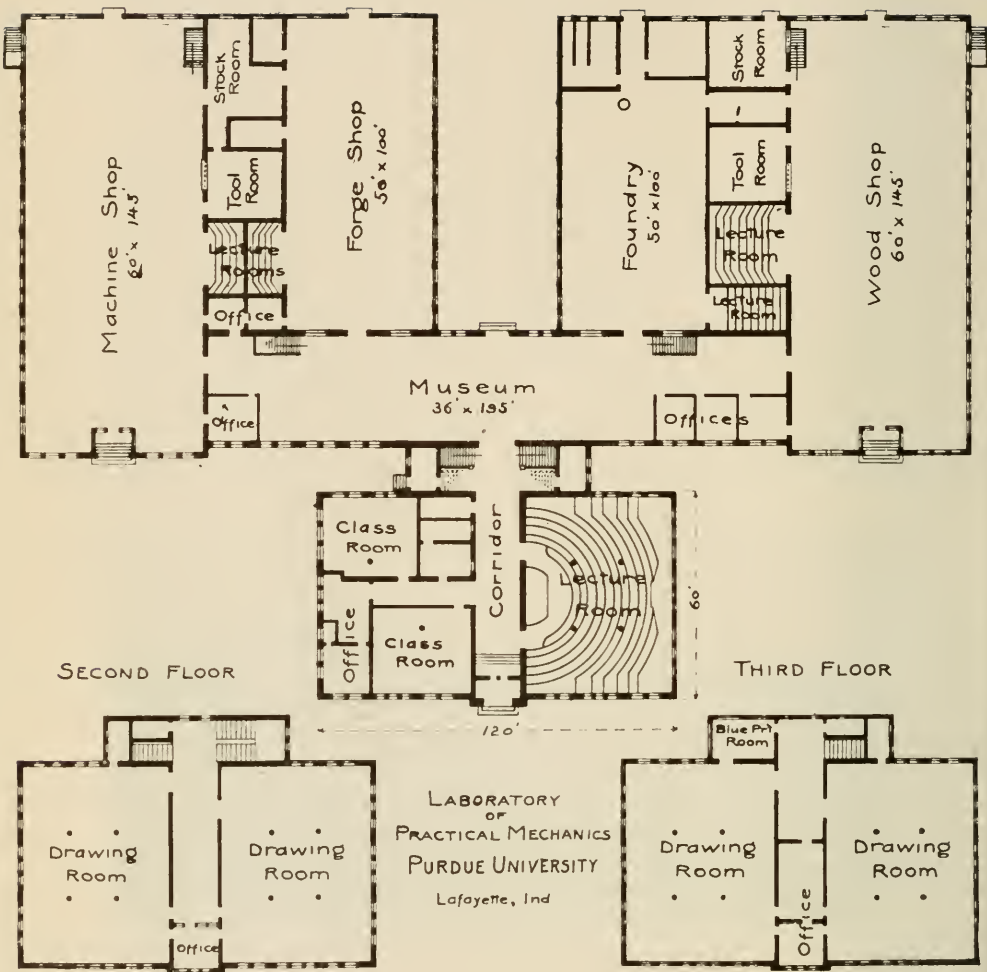 Machine Shop
60' x 145'
Stock
Room
Tool
Room
Lecture
Rooms
Office
Forge Shop
50' x 100'
Foundry
50' x 100'
Stock
Room
Tool
Room
Lecture
Room
Lecture
Room
Wood Shop
60' x 145'
Museum
36' x 195'
Office
Offices
Class
Room
Corridor
Lecture
Room
60'
Office
Class
Room
120'
SECOND FLOOR
THIRD FLOOR
Drawing
Room
Drawing
Room
Office
LABORATORY
OF
PRACTICAL MECHANICS
PURDUE UNIVERSITY
Lafayette, Ind
Blue Prt
Room
Drawing
Room
Office
Drawing
Room